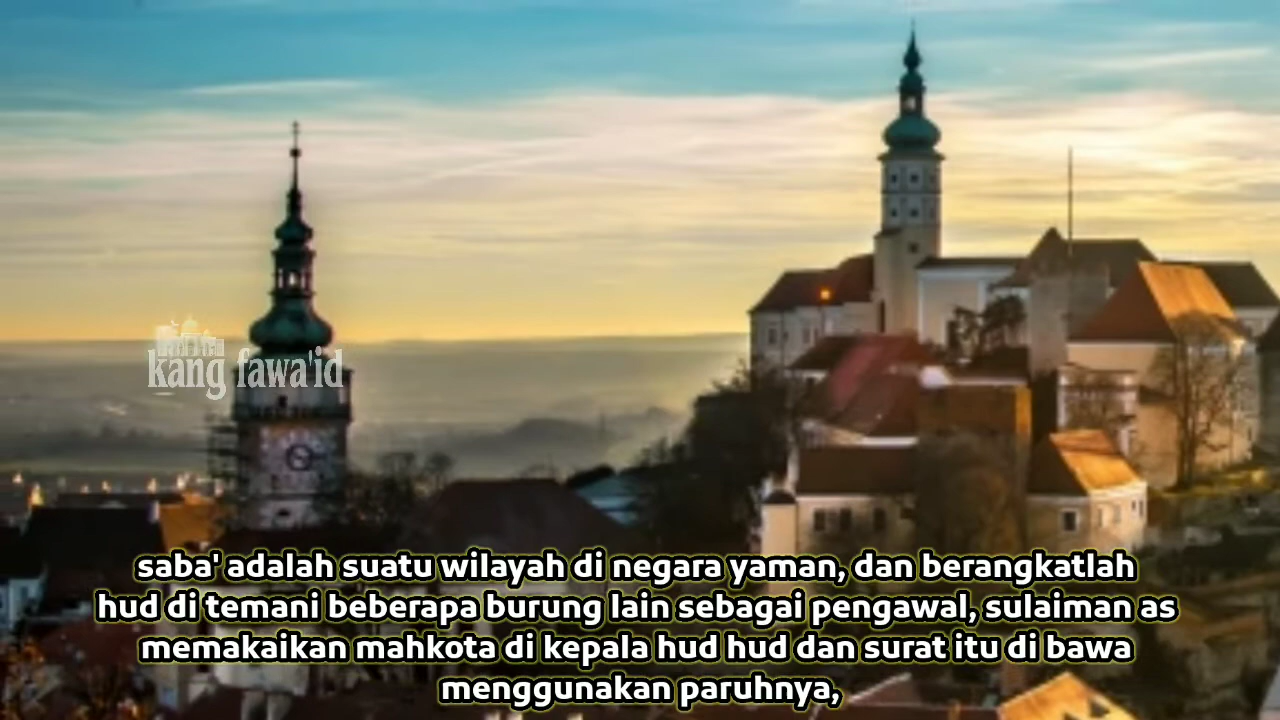 kang fawa'id
saba' adalah suatu wilayah di negara yaman, dan berangkatlah
hud di temani beberapa burung lain sebagai pengawal, sulaiman as
memakaikan mahkota di kepala hud hud dan surat itu di bawa
menggunakan paruhnya,